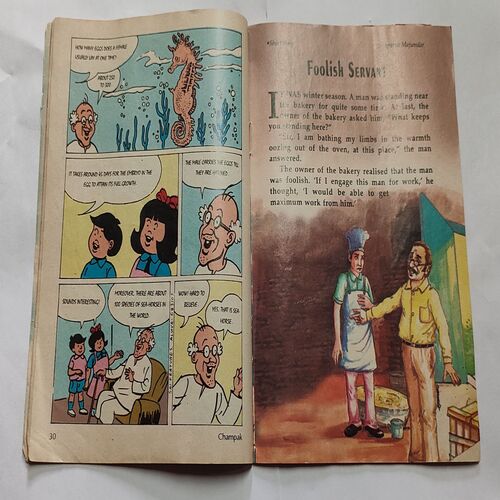 HOW MANY EGGS DOES A FEMALE
USUALLY LAY AT ONE TIME?
ABOUT 250
TO 300!
IT TAKES AROUND 45 DAYS FOR THE EMBRYO IN THE
EGG TO ATTAIN ITS FULL GROWTH.
THE MALE CARRIES THE EGGS TILL
THEY ARE HATCHED.
SOUNDS INTERESTING!
MOREOVER, THERE ARE ABOUT
100 SPECIES OF SEA-HORSES IN
THE WORLD.
WOW! HARD TO
BELIEVE.
YES. THAT IS SEA
HORSE.
30
Champak
Short Story
Majumdar
FOOLISH SERVANT
IT WAS winter season. A man was standing near
the bakery for quite some time. At last, the
owner of the bakery asked him, "What keeps
you standing here?"
"Sir, I am bathing my limbs in the warmth
oozing out of the oven, at this place," the man
answered.
The owner of the bakery realised that the man
was foolish. 'If I engage this man for work,' he
thought, 'I would be able to get
maximum work from him.'